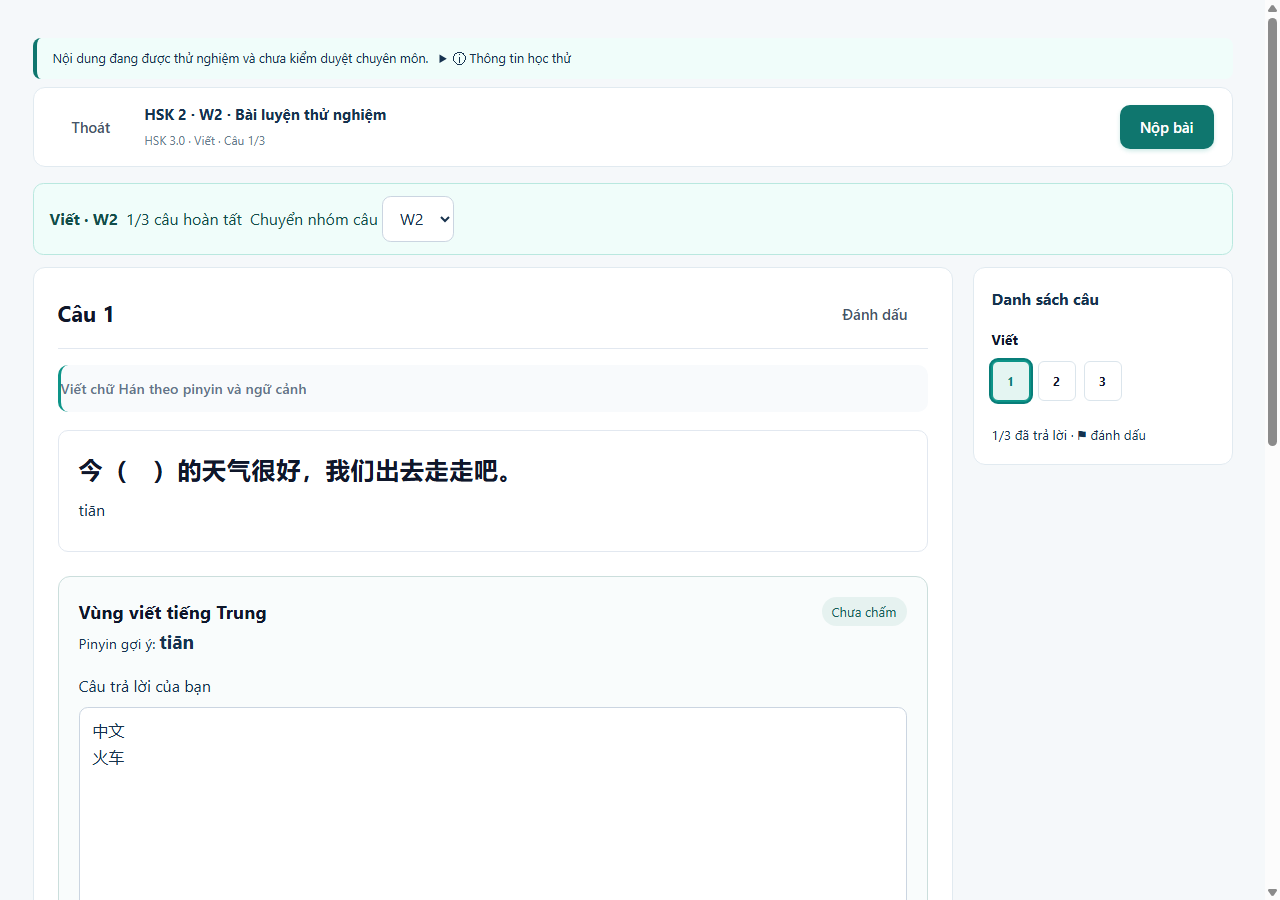 Nội dung đang được thử nghiệm và chưa kiểm duyệt chuyên môn. ▶ ⓘ Thông tin học thử
Thoát
HSK 2 · W2 · Bài luyện thử nghiệm
HSK 3.0 · Viết · Câu 1/3
Nộp bài
Viết · W2 1/3 câu hoàn tất Chuyển nhóm câu W2
Câu 1
Đánh dấu
Viết chữ Hán theo pinyin và ngữ cảnh
今（　）的天气很好，我们出去走走吧。
tiān
Vùng viết tiếng Trung
Chưa chấm
Pinyin gợi ý: tiān
Câu trả lời của bạn
中文
火车
Danh sách câu
Viết
1 2 3
1/3 đã trả lời · ⚑ đánh dấu